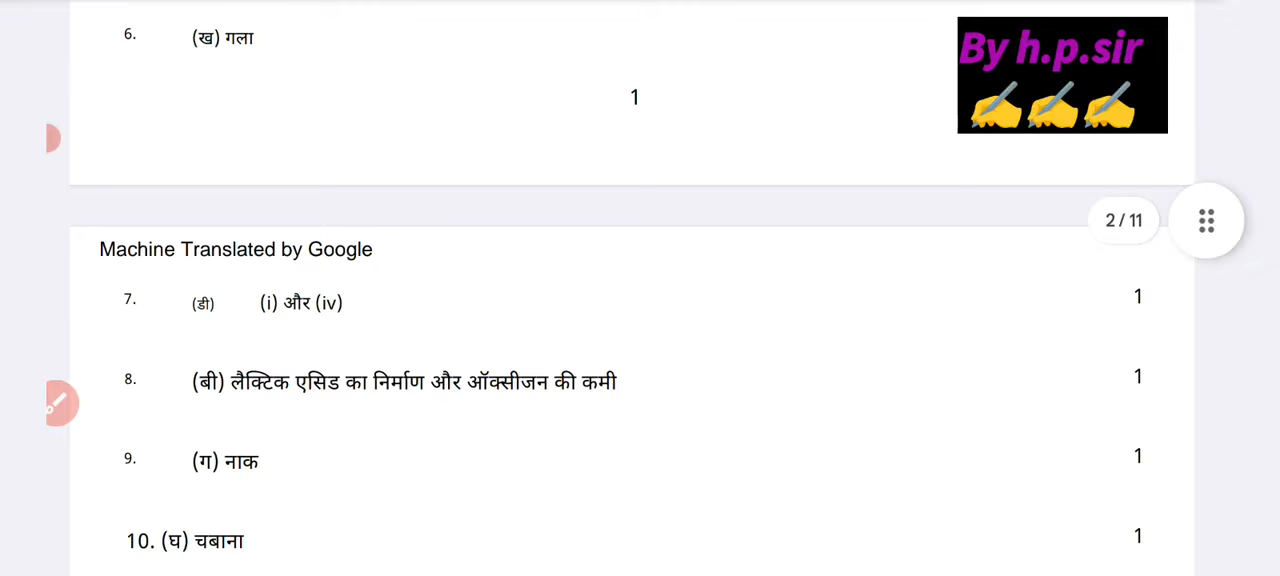 6. (ख) गला
By h.p.sir
1
2 / 11
Machine Translated by Google
7. (डी) (i) और (iv) 1
8. (बी) लैक्टिक एसिड का निर्माण और ऑक्सीजन की कमी 1
9. (ग) नाक 1
10. (घ) चबाना 1